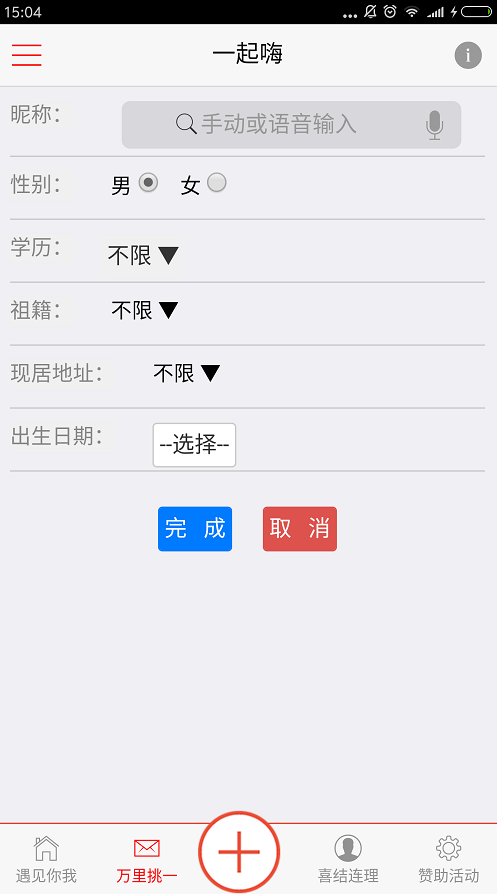 15:04
一起嗨
i
昵称：
手动或语音输入
性别： 男 女
学历： 不限
祖籍： 不限
现居地址： 不限
出生日期： --选择--
完 成 取 消
遇见你我 万里挑一 喜结连理 赞助活动